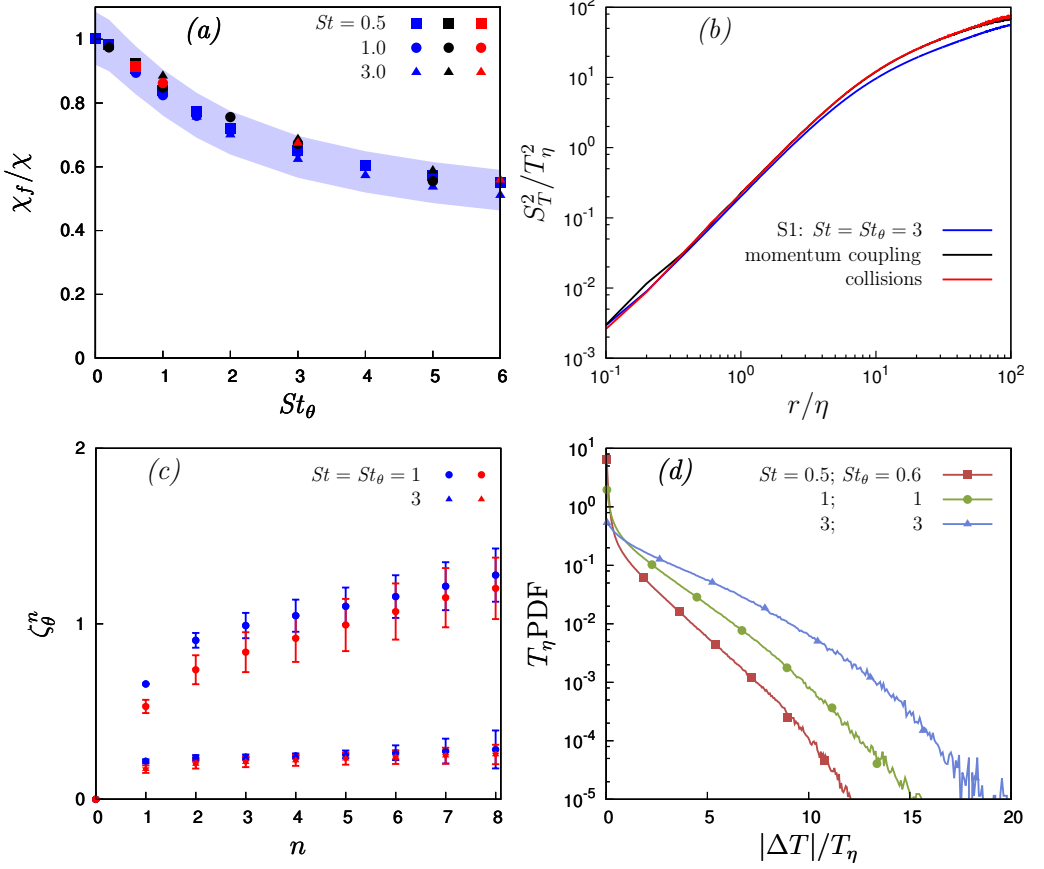 (a)
St = 0.5
1.0
3.0
1
0.8
0.6
0.4
0.2
0
χ_f/χ
0 1 2 3 4 5 6
St_θ
(b)
10^2
10^1
10^0
10^-1
10^-2
10^-3
S_T^2/T_η^2
S1: St = St_θ = 3
momentum coupling
collisions
10^-1 10^0 10^1 10^2
r/η
(c)
St = St_θ = 1
3
2
1
0
ζ_θ^n
0 1 2 3 4 5 6 7 8
n
(d)
St = 0.5; St_θ = 0.6
1; 1
3; 3
10^1
10^0
10^-1
10^-2
10^-3
10^-4
10^-5
T_ηPDF
0 5 10 15 20
|ΔT|/T_η